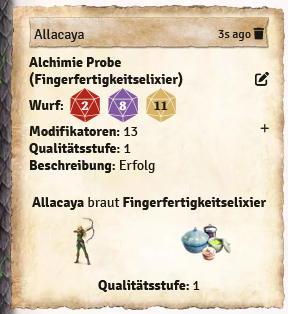 Allacaya 3s ago
Alchimie Probe
(Fingerfertigkeitselixier)
Wurf: 2 8 11
Modifikatoren: 13
+
Qualitätsstufe: 1
Beschreibung: Erfolg
Allacaya braut Fingerfertigkeitselixier
Qualitätsstufe: 1